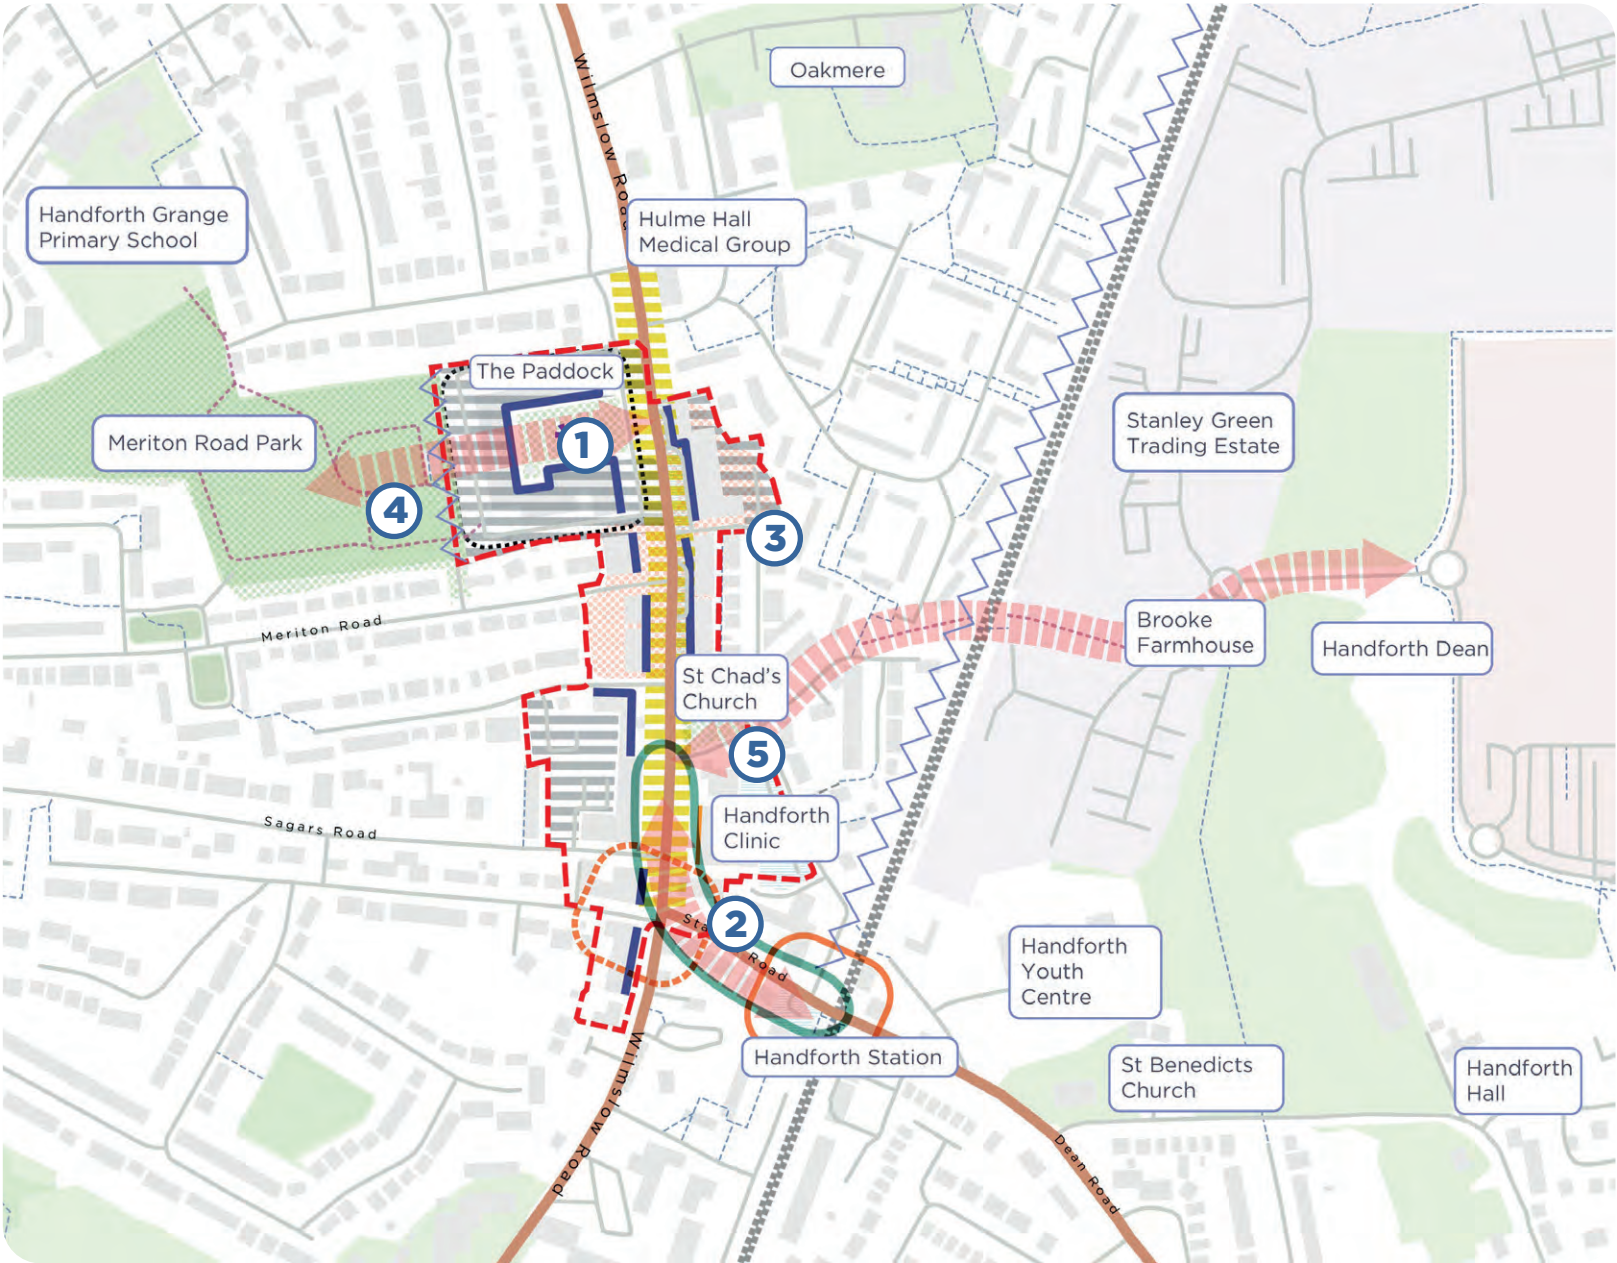 Oakmere
Wilmslow Road
Handforth Grange
Primary School
Hulme Hall
Medical Group
The Paddock
Meriton Road Park
1
Stanley Green
Trading Estate
4
3
Meriton Road
Brooke
Farmhouse
Handforth Dean
St Chad's
Church
5
Sagars Road
Handforth
Clinic
2
Sta
Road
Handforth
Youth
Centre
Handforth Station
St Benedicts
Church
Handforth
Hall
Wilmslow Road
Dean Road